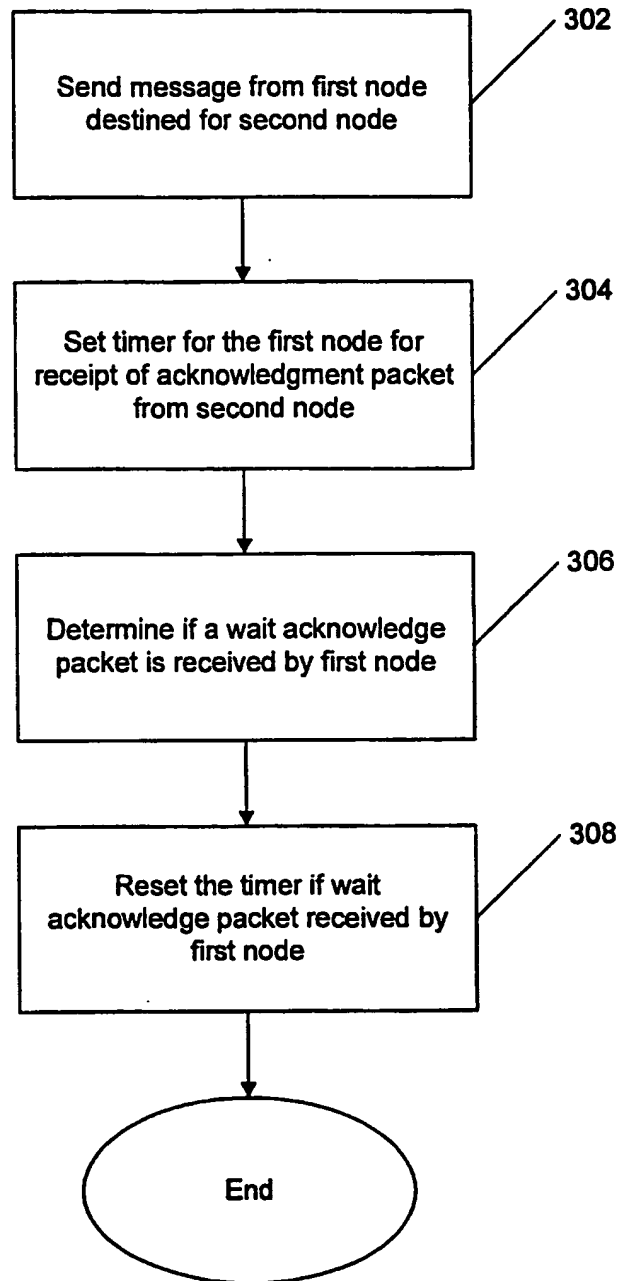 302
Send message from first node
destined for second node
304
Set timer for the first node for
receipt of acknowledgment packet
from second node
306
Determine if a wait acknowledge
packet is received by first node
308
Reset the timer if wait
acknowledge packet received by
first node
End